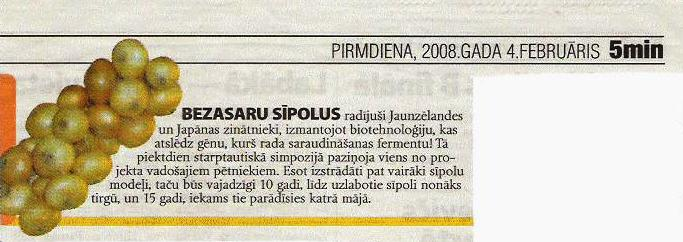 PIRMDIENA, 2008.GADA 4.FEBRUĀRIS 5min
BEZASARU SĪPOLUS radījuši Jaunzēlandes
un Japānas zinātnieki, izmantojot biotehnoloģiju, kas
atslēdz gēnu, kurš rada saraudināšanas fermentu! Tā
piektdien starptautiskā simpozijā paziņoja viens no pro-
jekta vadošajiem pētniekiem. Esot izstrādāti pat vairāki sīpolu
modeļi, taču būs vajadzīgi 10 gadi, līdz uzlabotie sīpoli nonāks
tirgū, un 15 gadi, iekams tie parādīsies katrā mājā.